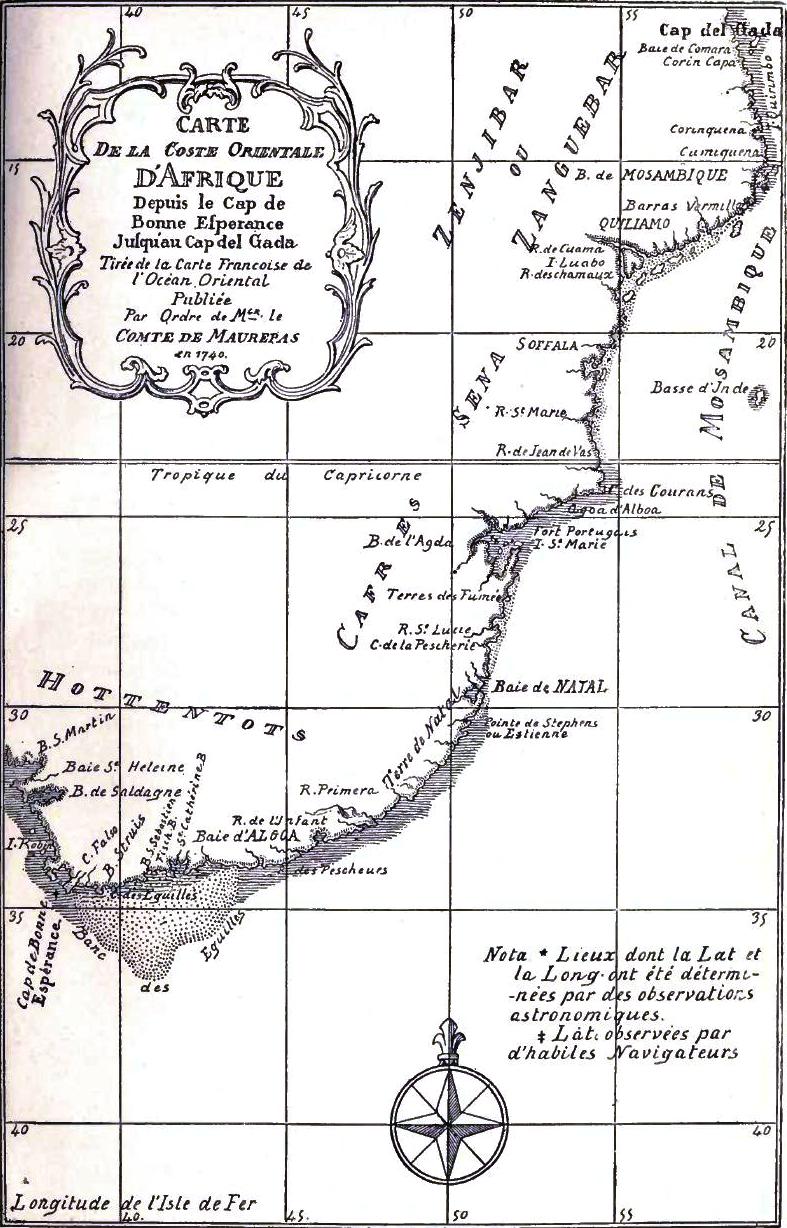 40
45
50
55
CARTE
DE LA COSTE ORIENTALE
D'AFRIQUE
Depuis le Cap de
Bonne Esperance
Jusqu'au Cap del Gada
Tirée de la Carte Francoise de
l'Océan Oriental
Publiée
Par Ordre de Mgr. le
COMTE DE MAUREPAS
en 1740.
ZENJIBAR
OU
ZANGUEBAR
Cap del Gada
Baie de Comara
Corin Capa
I. Quirimbo
Corinquena
Cumiquena
15
B. de MOSAMBIQUE
Barras Vermill
QUILIAMO
R. de Cuama
I. Luabo
R. deschamaux
20
20
SOFFALA
SENA
R. St. Marie
R. de Jean de Vas
Basse d'Inde
CANAL DE MOSAMBIQUE
Tropique du Capricorne
C. des Courans
Agoa d'Alboa
25
25
Fort Portugais
I. St. Marie
B. de l'Agda
CAFRES
Terres des Fumées
R. St. Lucie
C. de la Pescherie
HOTTENTOTS
Baie de NATAL
30
30
Terre de Natal
Pointe de Stephens
ou Estienne
B. S. Martin
Baie Ste. Heleine
B. de Saldagne
R. Primera
R. de l'Infant
Baie d'ALGOA
I. Robin
C. Falso
B. Struis
B. S. Sebastien
Fisch B.
Ste. Catherine B
C. des Eguilles
P. des Pescheurs
35
35
Cap de Bonne
Espérance
Banc
des
Eguilles
Nota * Lieux dont la Lat et
la Long. ont été détermi-
-nées par des observations
astronomiques.
‡ Lat. observées par
d'habiles Navigateurs
40
40
Longitude de l'Isle de Fer
40.
45.
50
55